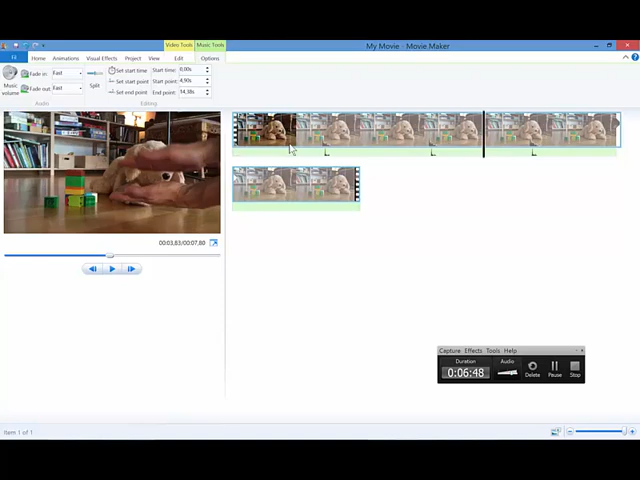 Video Tools Music Tools
My Movie - Movie Maker
Fil Home Animations Visual Effects Project View Edit Options
Music volume
Fade in: Fast
Fade out: Fast
Audio
Split
Set start time
Set start point
Set end point
Start time: 0,00s
Start point: 4,90s
End point: 14,38s
Editing
00:03,83/00:07,80
Capture Effects Tools Help
Duration
0:06:48
Audio
Delete
Pause
Stop
Item 1 of 1